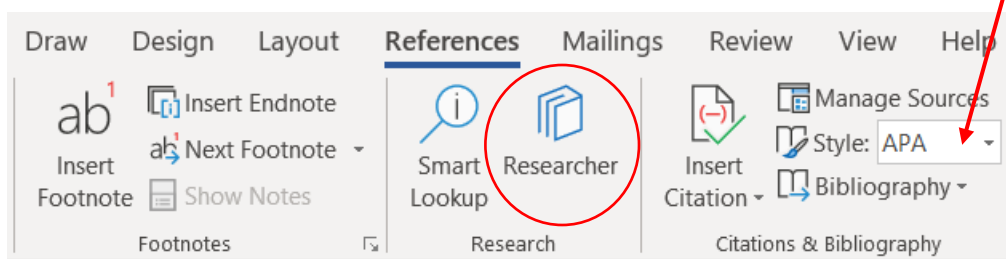 Draw Design Layout References Mailings Review View Help
ab1 Insert Footnote
Insert Endnote
ab1 Next Footnote
Show Notes
Footnotes
i Smart Lookup
Researcher
Research
(-) Insert Citation
Manage Sources
Style: APA
Bibliography
Citations & Bibliography